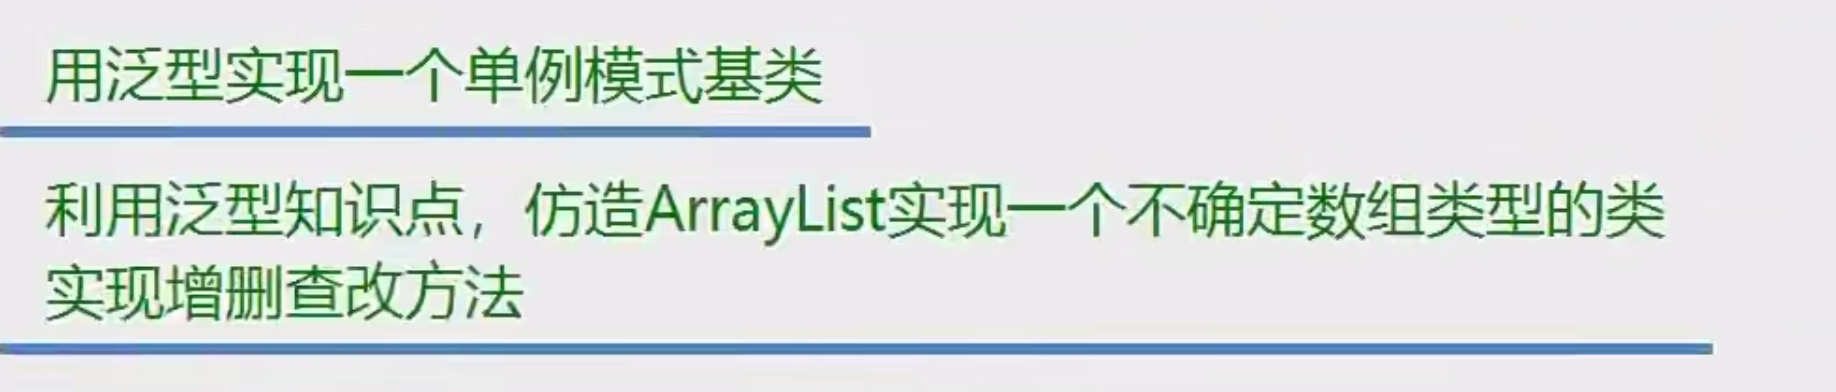 用泛型实现一个单例模式基类
利用泛型知识点，仿造ArrayList实现一个不确定数组类型的类
实现增删查改方法